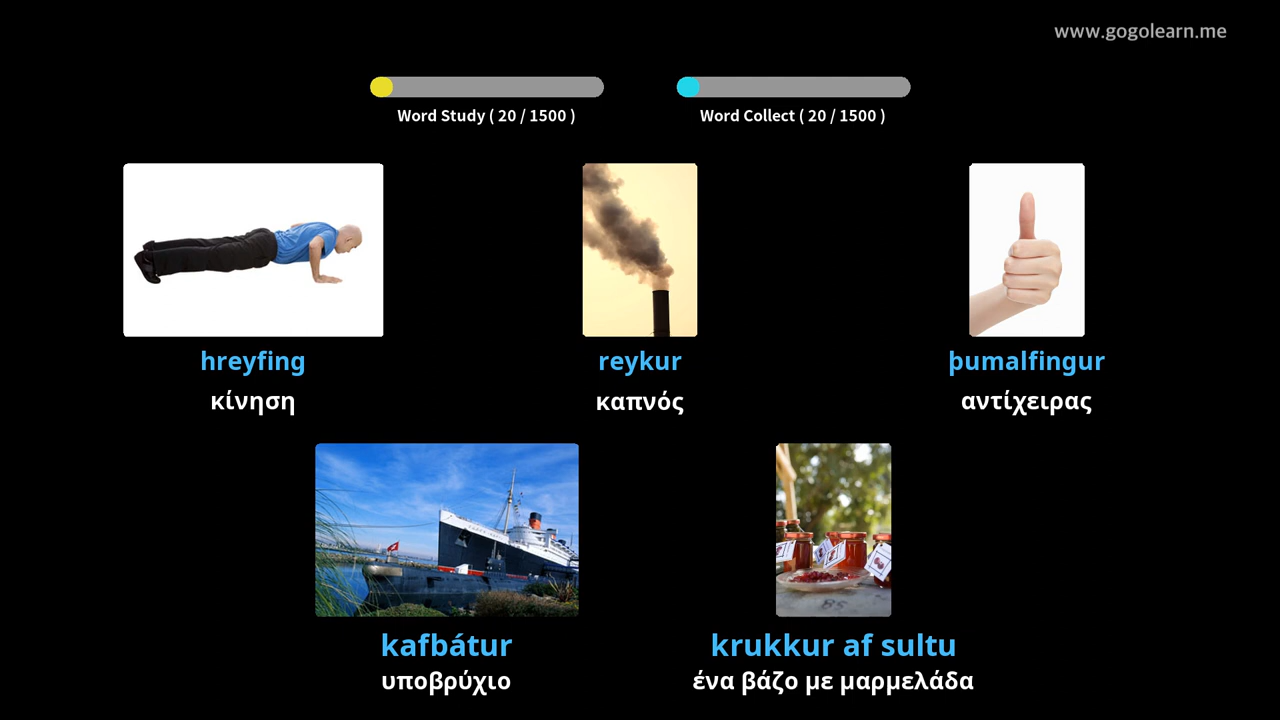 www.gogolearn.me
Word Study ( 20 / 1500 )
Word Collect ( 20 / 1500 )
hreyfing
κίνηση
reykur
καπνός
þumalfingur
αντίχειρας
kafbátur
υποβρύχιο
krukkur af sultu
ένα βάζο με μαρμελάδα